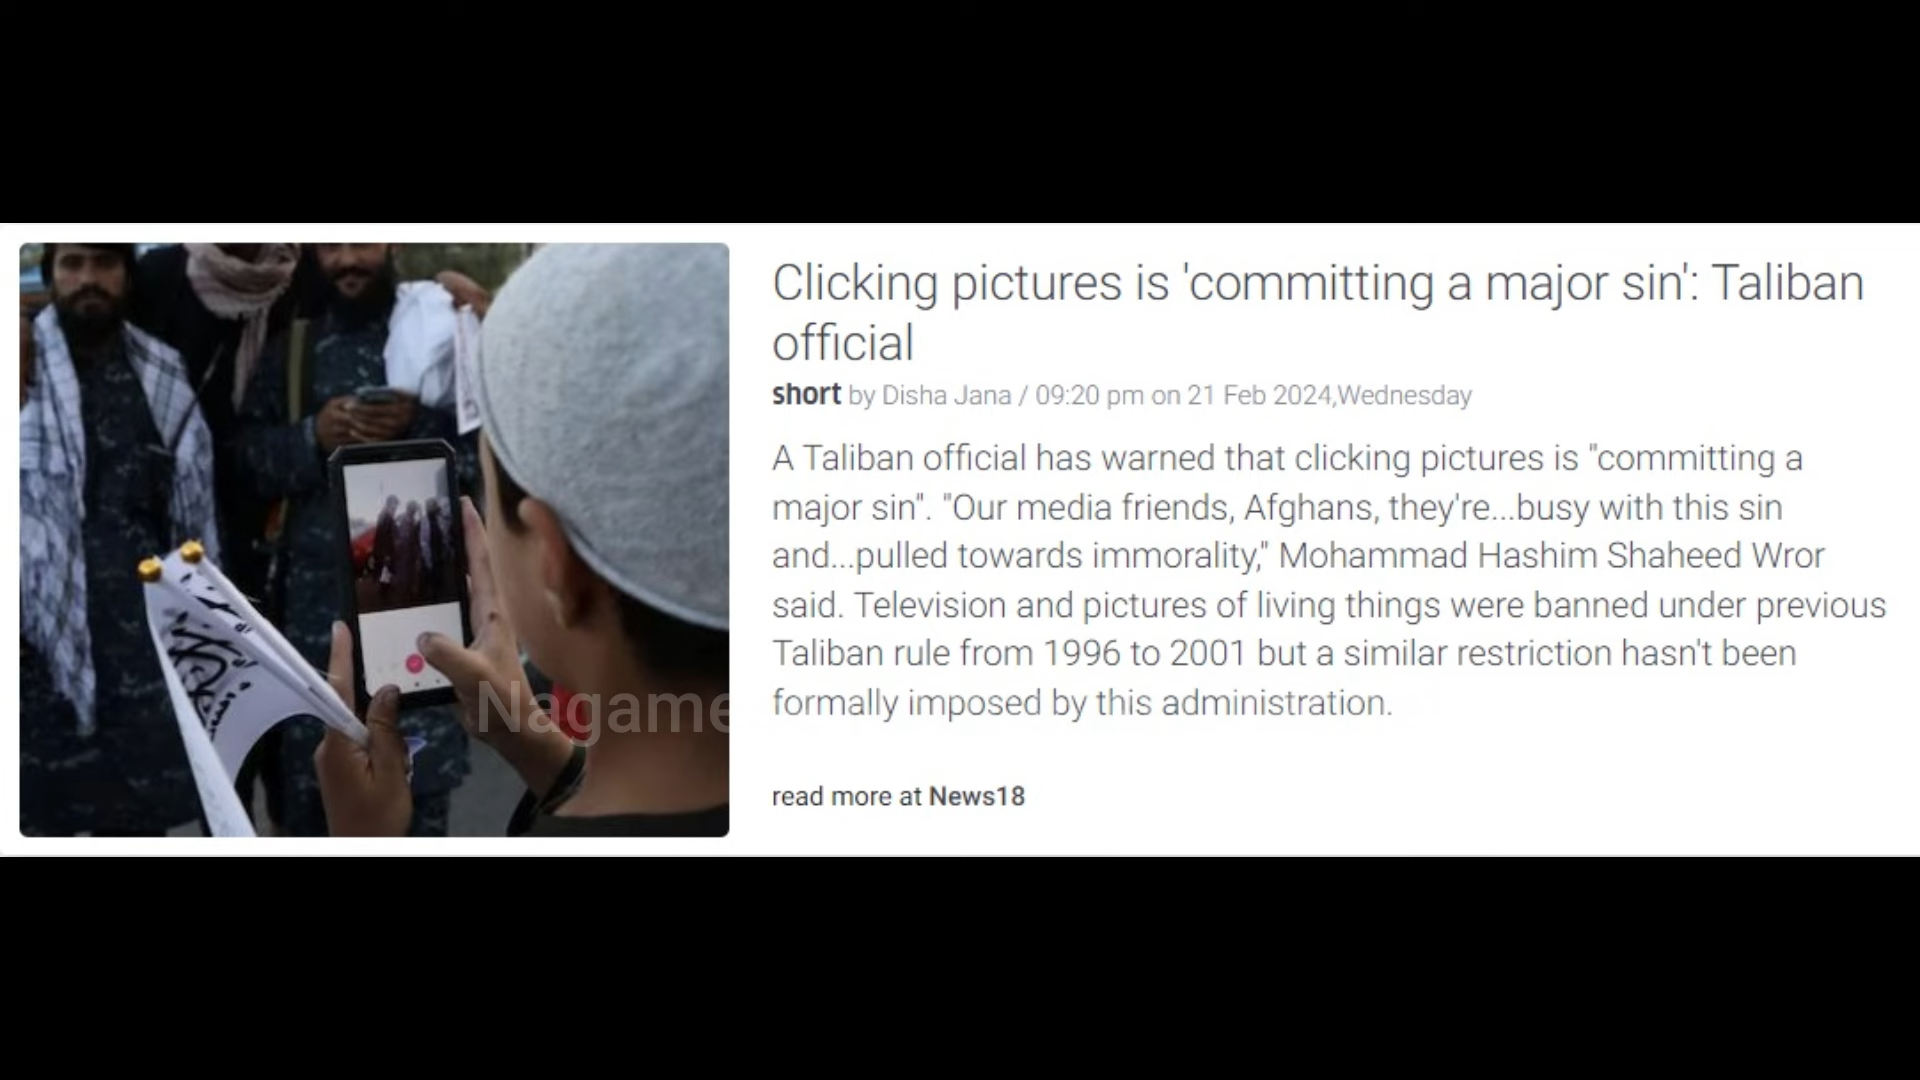 Clicking pictures is 'committing a major sin': Taliban
official
short by Disha Jana / 09:20 pm on 21 Feb 2024,Wednesday
A Taliban official has warned that clicking pictures is "committing a
major sin". "Our media friends, Afghans, they're...busy with this sin
and...pulled towards immorality," Mohammad Hashim Shaheed Wror
said. Television and pictures of living things were banned under previous
Taliban rule from 1996 to 2001 but a similar restriction hasn't been
formally imposed by this administration.
read more at News18
Nagame